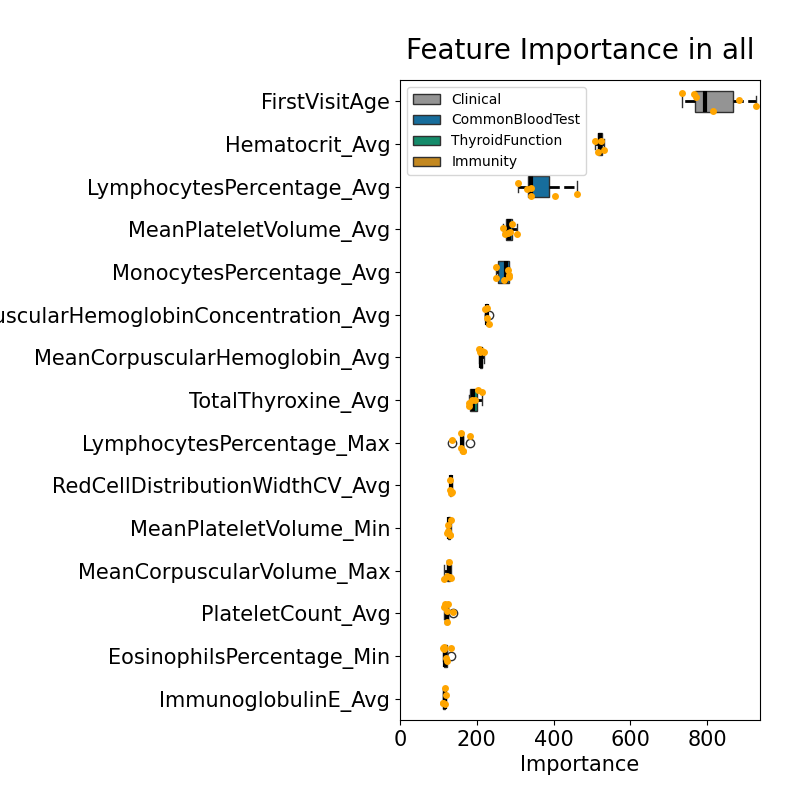 Feature Importance in all
Clinical
CommonBloodTest
ThyroidFunction
Immunity
FirstVisitAge
Hematocrit_Avg
LymphocytesPercentage_Avg
MeanPlateletVolume_Avg
MonocytesPercentage_Avg
uscularHemoglobinConcentration_Avg
MeanCorpuscularHemoglobin_Avg
TotalThyroxine_Avg
LymphocytesPercentage_Max
RedCellDistributionWidthCV_Avg
MeanPlateletVolume_Min
MeanCorpuscularVolume_Max
PlateletCount_Avg
EosinophilsPercentage_Min
ImmunoglobulinE_Avg
0 200 400 600 800
Importance